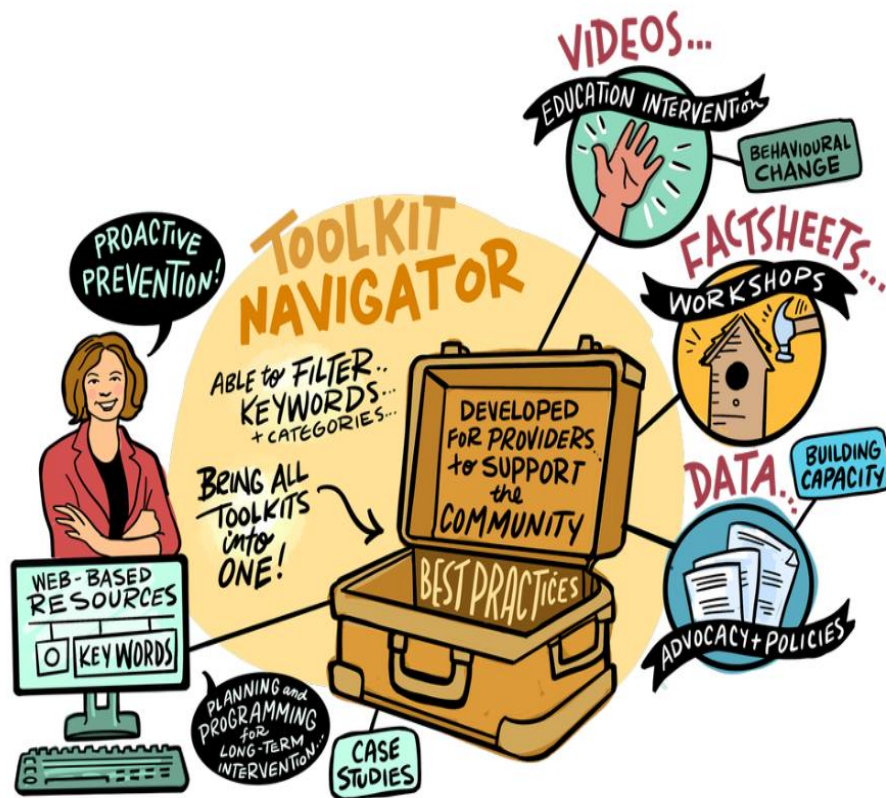 VIDEOS...
EDUCATION INTERVENTION
BEHAVIOURAL
CHANGE
FACTSHEETS...
WORKSHOPS
DATA...
BUILDING
CAPACITY
ADVOCACY + POLICIES
PROACTIVE
PREVENTION!
TOOLKIT
NAVIGATOR
ABLE to FILTER..
KEYWORDS...
+ CATEGORIES...
BRING ALL
TOOLKITS
into
ONE!
DEVELOPED
FOR PROVIDERS
to SUPPORT
the
COMMUNITY
BEST PRACTICES
WEB-BASED
RESOURCES
KEYWORDS
PLANNING and
PROGRAMMING
for
LONG-TERM
INTERVENTION...
CASE
STUDIES